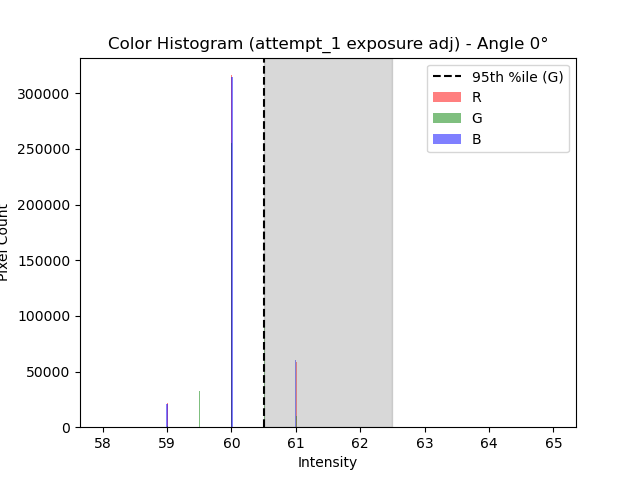 Color Histogram (attempt_1 exposure adj) - Angle 0°
95th %ile (G)
R
G
B
300000
250000
200000
150000
100000
50000
0
Pixel Count
58 59 60 61 62 63 64 65
Intensity